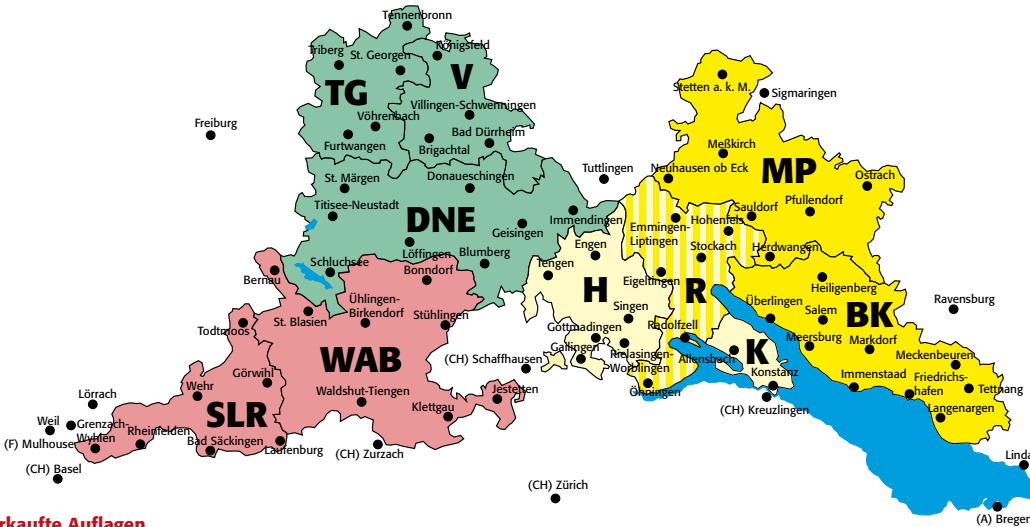 Tennenbronn
Königsfeld
Triberg
St. Georgen
V
TG
Stetten a. k. M.
Sigmaringen
Villingen-Schwenningen
Vöhrenbach
Freiburg
Bad Dürrheim
Furtwangen
Brigachtal
Meßkirch
MP
Tuttlingen
Neuhausen ob Eck
Ostrach
St. Märgen
Donaueschingen
Pfullendorf
Titisee-Neustadt
DNE
Sauldorf
Immendingen
Hohenfels
Emmingen-
Liptingen
Geisingen
Engen
Stockach
Herdwangen
Löffingen
Blumberg
Schluchsee
Tengen
Bonndorf
Eigeltingen
Heiligenberg
Bernau
H
R
Ühlingen-
Birkendorf
Überlingen
Ravensburg
Singen
Salem
BK
St. Blasien
Stühlingen
Todtmoos
Göttmadingen
Radolfzell
Meersburg
Markdorf
WAB
(CH) Schaffhausen
Gailingen
Rielasingen-
Worblingen
Allensbach
K
Meckenbeuren
Görwihl
Konstanz
Immenstaad
Friedrichs-
hafen
Wehr
Waldshut-Tiengen
Jestetten
Öhningen
Tettnang
Lörrach
Klettgau
(CH) Kreuzlingen
Langenargen
SLR
Weil
Grenzach-
Wyhlen
Rheinfelden
(F) Mulhouse
Bad Säckingen
Laufenburg
(CH) Zurzach
Linda
(CH) Basel
(CH) Zürich
(A) Bregen
rkaufte Auflagen